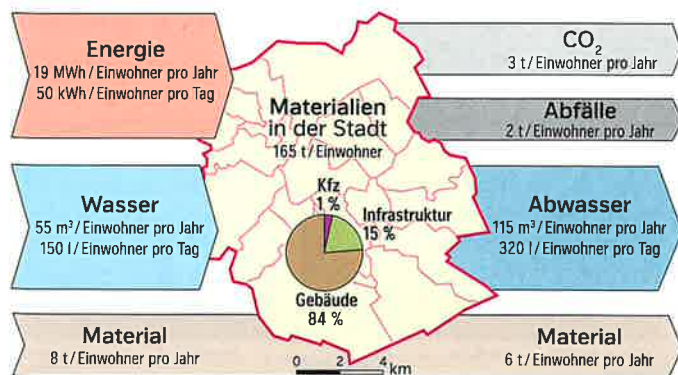 Energie
19 MWh/Einwohner pro Jahr
50 kWh/Einwohner pro Tag
CO₂
3 t/Einwohner pro Jahr
Materialien
in der Stadt
165 t/Einwohner
Abfälle
2 t/Einwohner pro Jahr
Wasser
55 m³/Einwohner pro Jahr
150 l/Einwohner pro Tag
Kfz
1 %
Infrastruktur
15 %
Gebäude
84 %
Abwasser
115 m³/Einwohner pro Jahr
320 l/Einwohner pro Tag
Material
8 t/Einwohner pro Jahr
0 2 4 km
Material
6 t/Einwohner pro Jahr